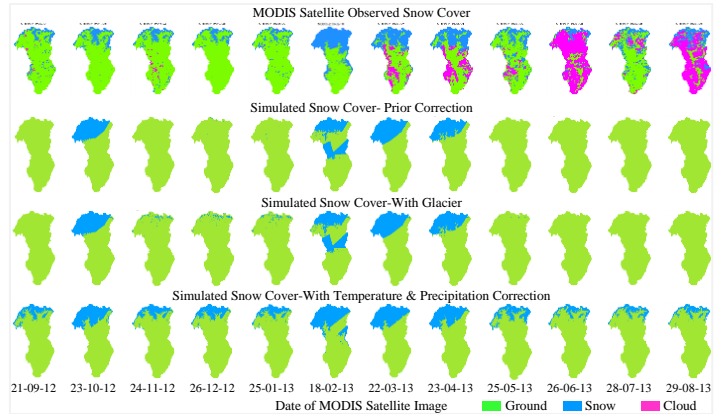 MODIS Satellite Observed Snow Cover
Simulated Snow Cover- Prior Correction
Simulated Snow Cover-With Glacier
Simulated Snow Cover-With Temperature & Precipitation Correction
21-09-12 23-10-12 24-11-12 26-12-12 25-01-13 18-02-13 22-03-13 23-04-13 25-05-13 26-06-13 28-07-13 29-08-13
Date of MODIS Satellite Image Ground Snow Cloud